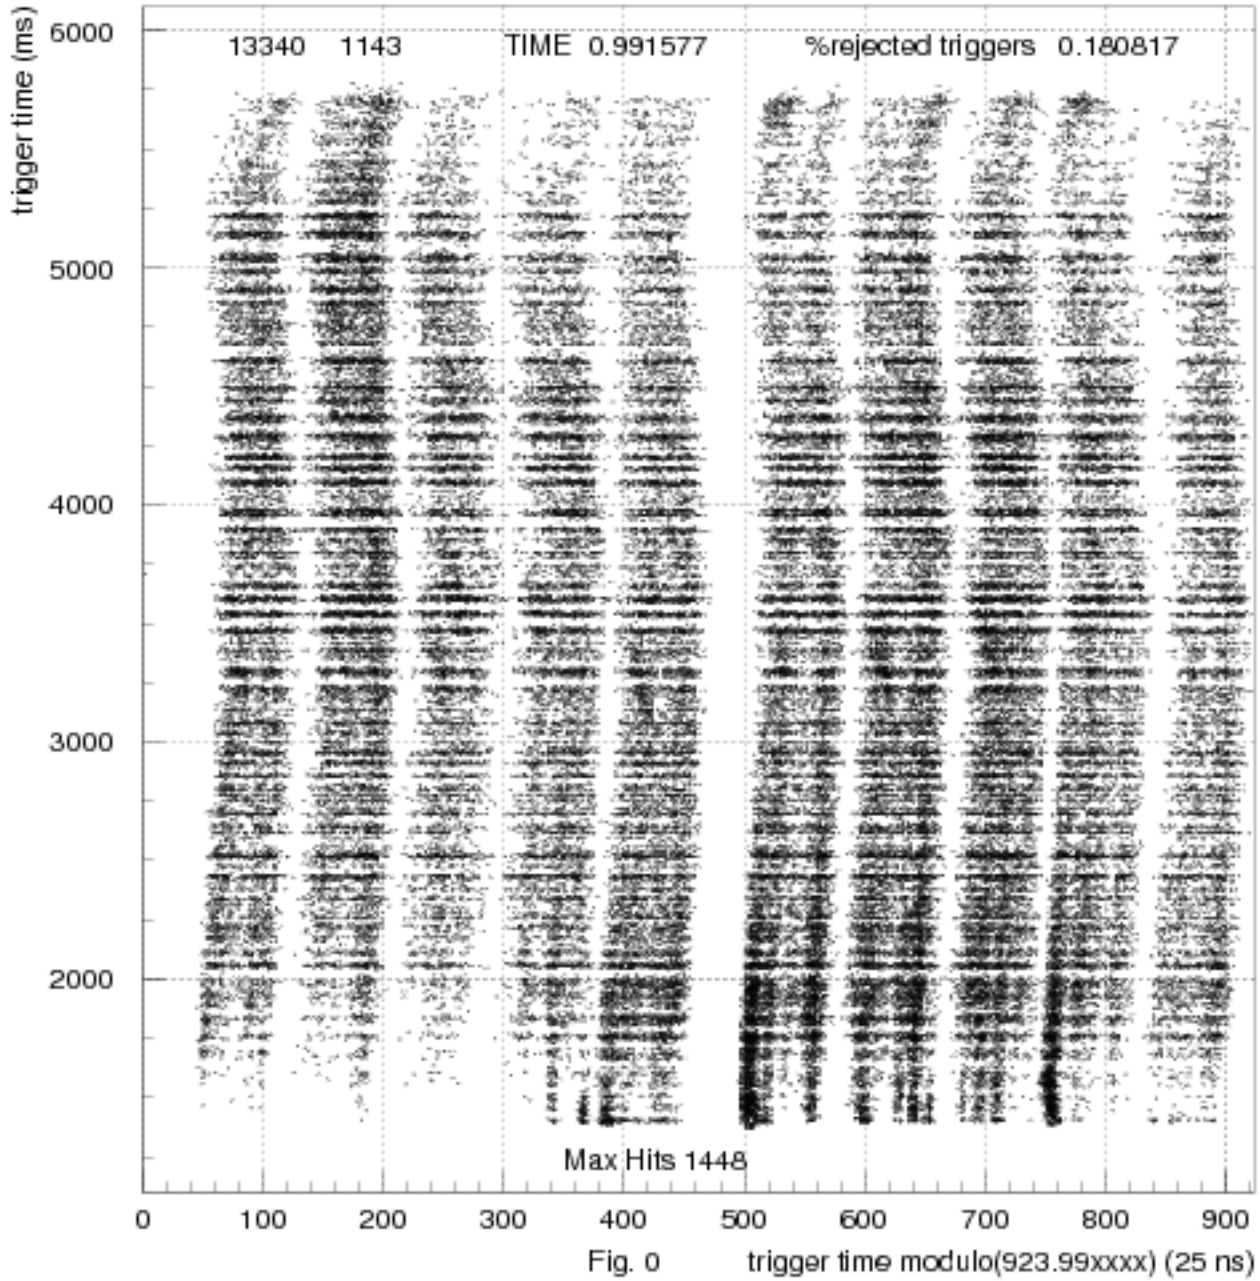 trigger time (ms)
6000
13340 1143 TIME 0.991577 %rejected triggers 0.180817
5000
4000
3000
2000
Max Hits 1448
0 100 200 300 400 500 600 700 800 900
Fig. 0 trigger time modulo(923.99xxxx) (25 ns)